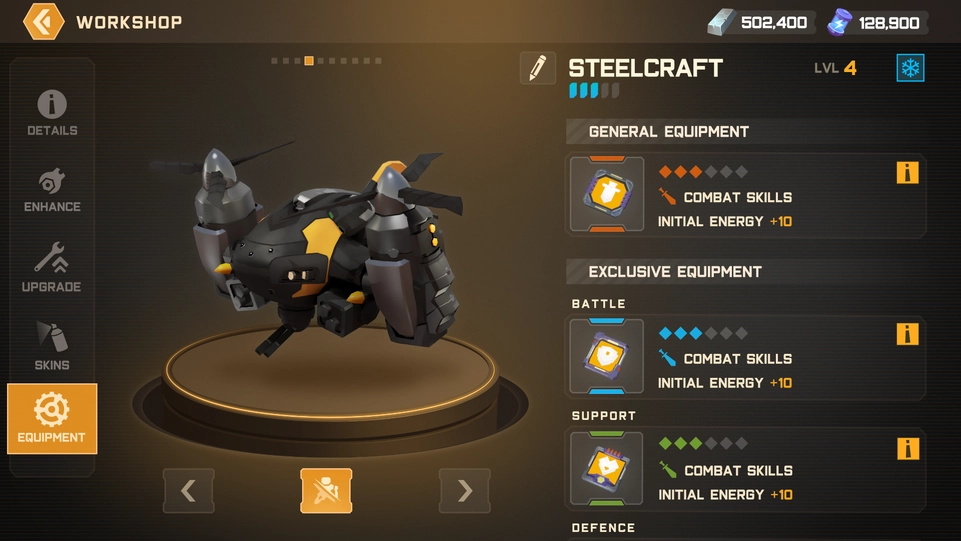 WORKSHOP
502,400
128,900
DETAILS
ENHANCE
UPGRADE
SKINS
EQUIPMENT
STEELCRAFT
LVL 4
GENERAL EQUIPMENT
COMBAT SKILLS
INITIAL ENERGY +10
EXCLUSIVE EQUIPMENT
BATTLE
COMBAT SKILLS
INITIAL ENERGY +10
SUPPORT
COMBAT SKILLS
INITIAL ENERGY +10
DEFENCE